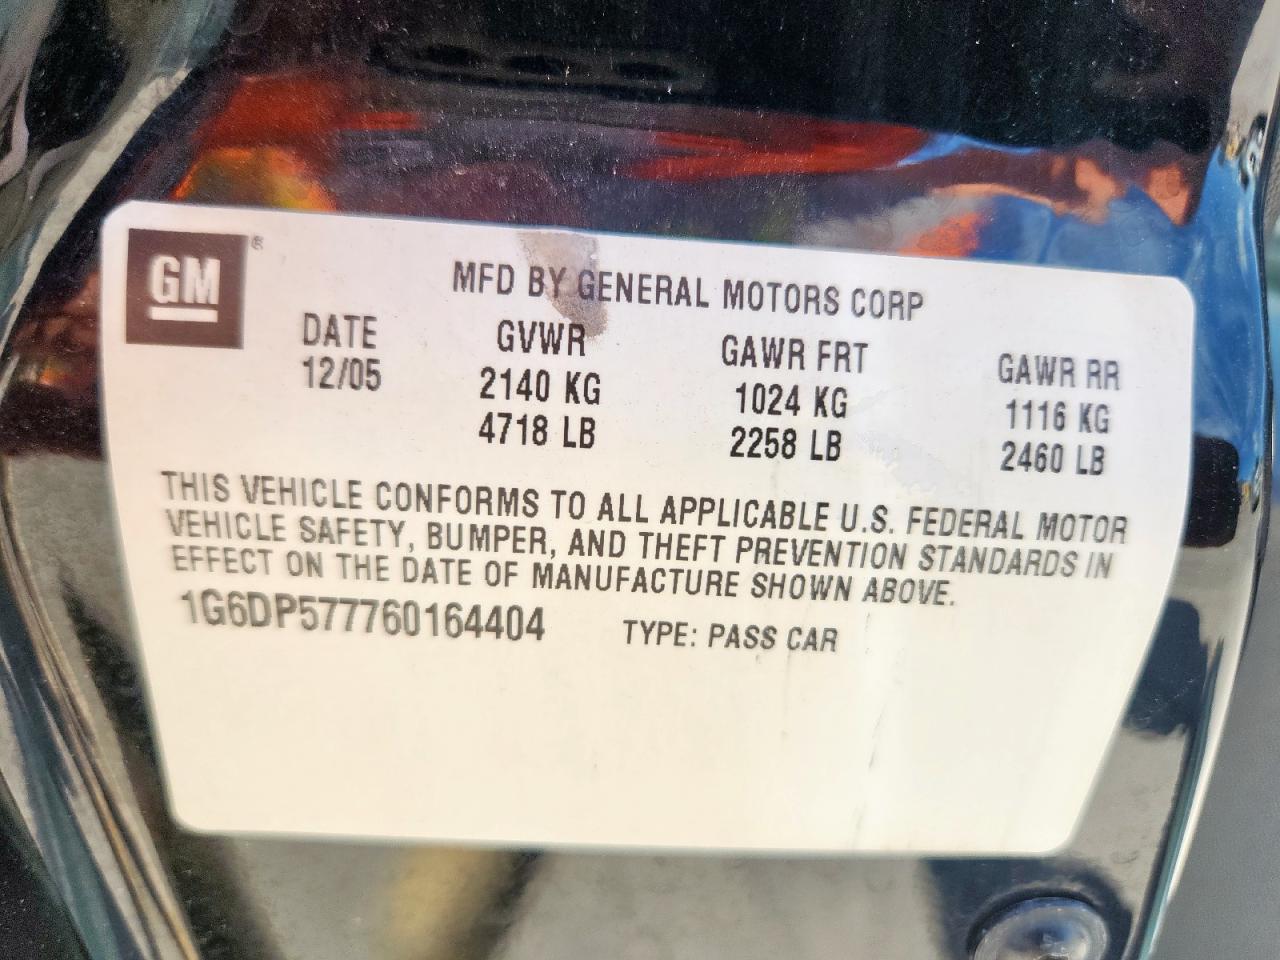 GM®
MFD BY GENERAL MOTORS CORP
DATE GVWR GAWR FRT GAWR RR
12/05 2140 KG 1024 KG 1116 KG
4718 LB 2258 LB 2460 LB
THIS VEHICLE CONFORMS TO ALL APPLICABLE U.S. FEDERAL MOTOR
VEHICLE SAFETY, BUMPER, AND THEFT PREVENTION STANDARDS IN
EFFECT ON THE DATE OF MANUFACTURE SHOWN ABOVE.
1G6DP577760164404 TYPE: PASS CAR